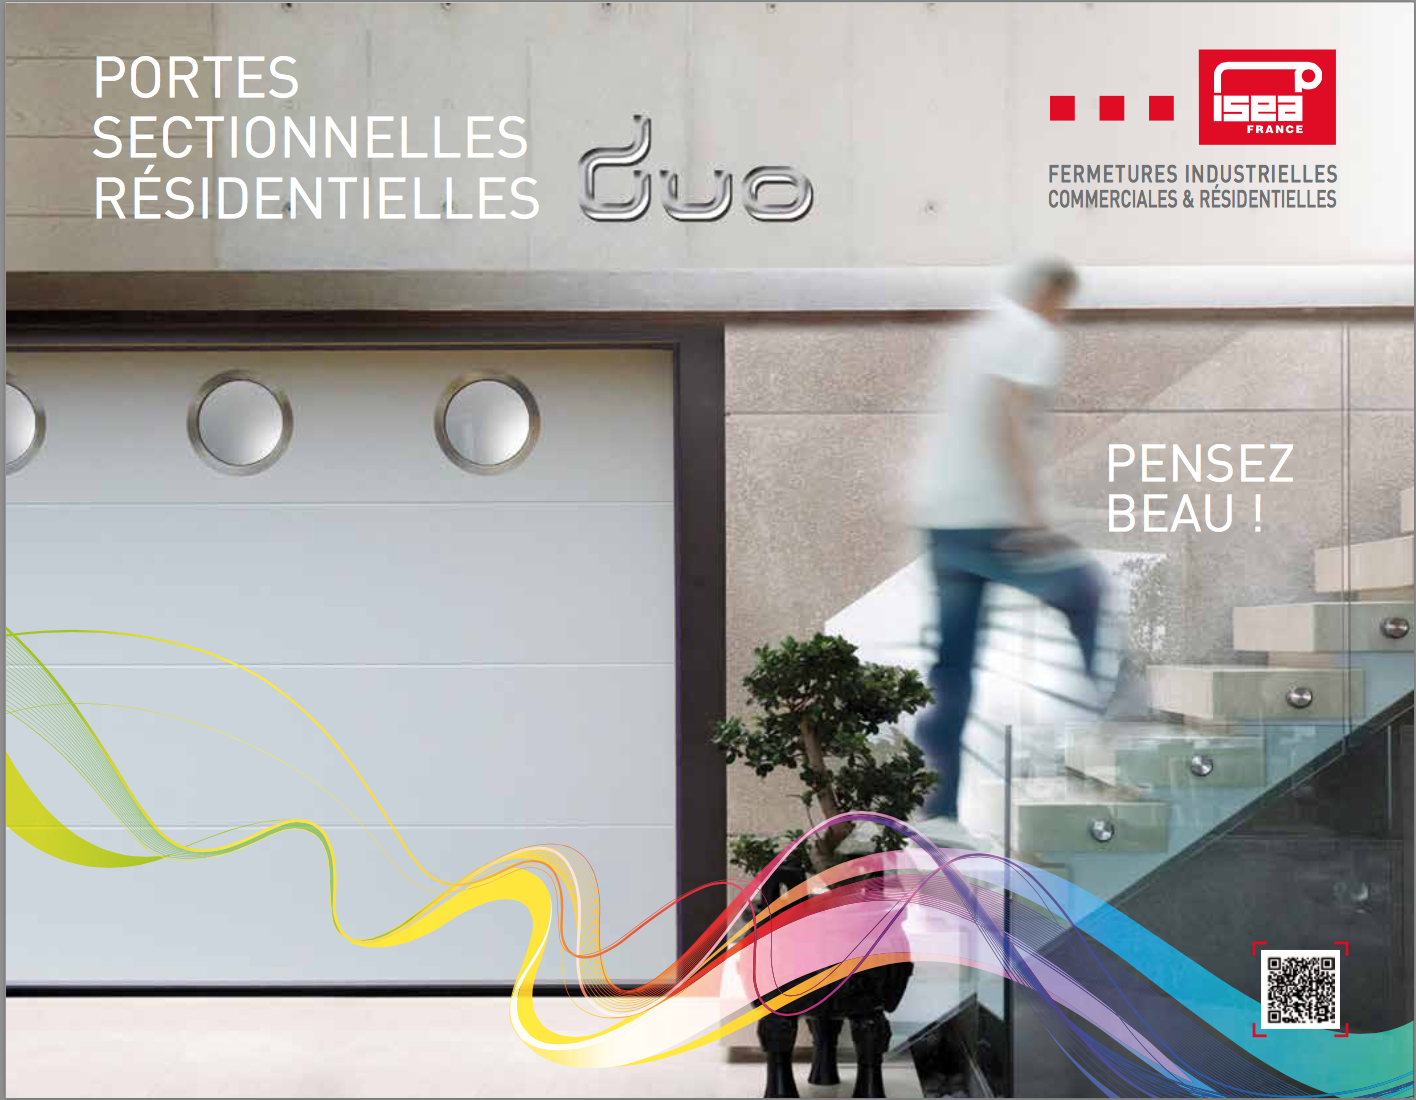 PORTES
SECTIONNELLES
RÉSIDENTIELLES
duo
isea
FRANCE
FERMETURES INDUSTRIELLES
COMMERCIALES & RÉSIDENTIELLES
PENSEZ
BEAU !